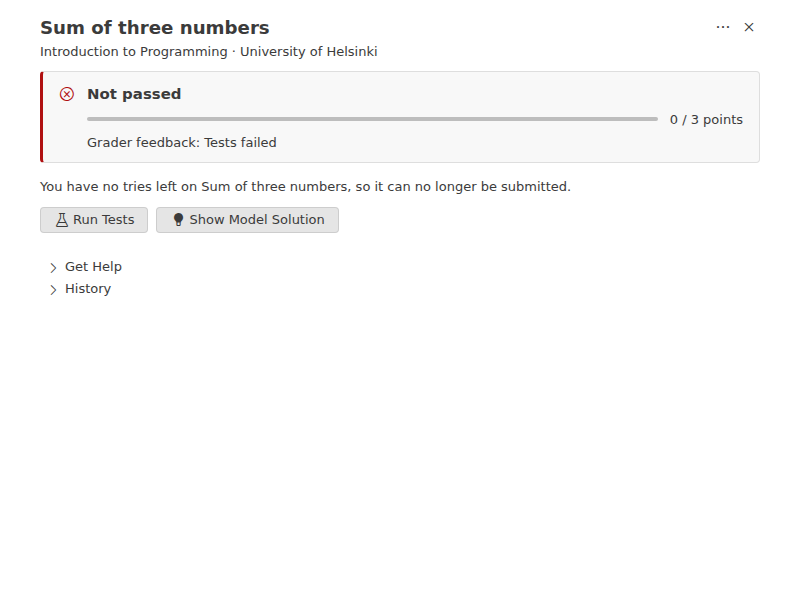 Sum of three numbers
Introduction to Programming · University of Helsinki
Not passed
0 / 3 points
Grader feedback: Tests failed
You have no tries left on Sum of three numbers, so it can no longer be submitted.
Run Tests
Show Model Solution
Get Help
History